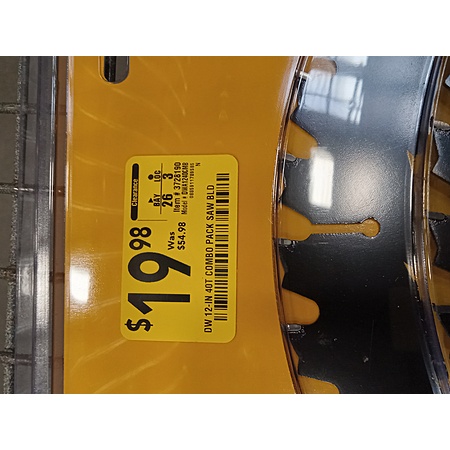 Clearance
BAY LOC
26 3
Item # 3728190
Model # DWA1240CMB
N
$19.98
Was
$54.98
DW 12-IN 40T COMBO PACK SAW BLD